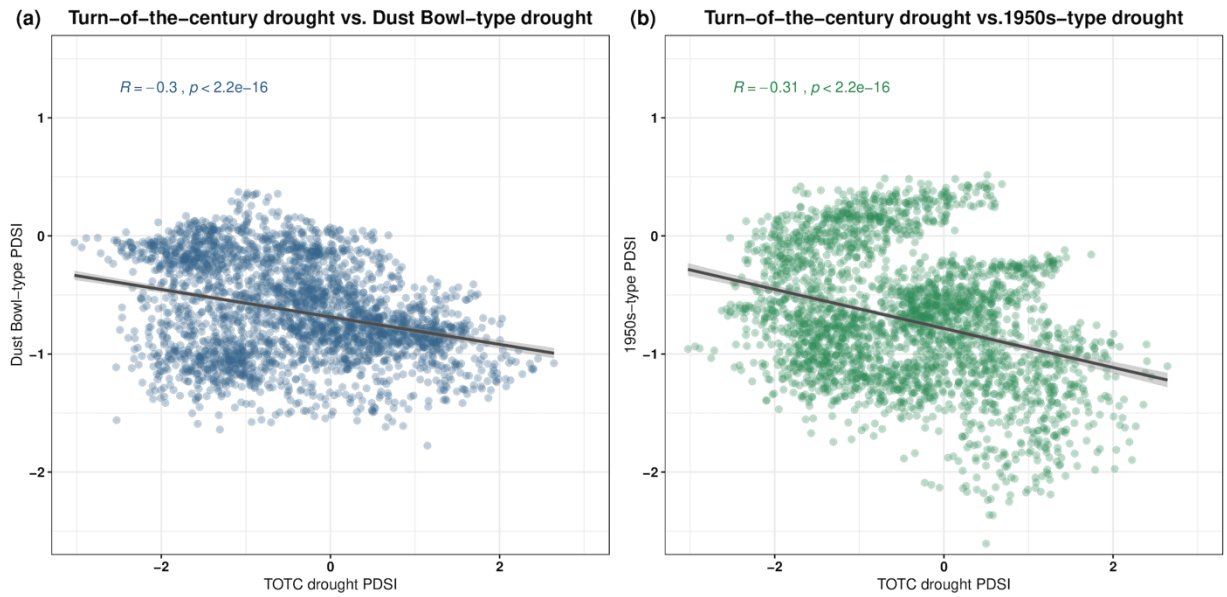 (a) Turn−of−the−century drought vs. Dust Bowl−type drought
R = −0.3 , p < 2.2e−16
1
0
−1
−2
Dust Bowl−type PDSI
−2 0 2
TOTC drought PDSI
(b) Turn−of−the−century drought vs.1950s−type drought
R = −0.31 , p < 2.2e−16
1
0
−1
−2
1950s−type PDSI
−2 0 2
TOTC drought PDSI